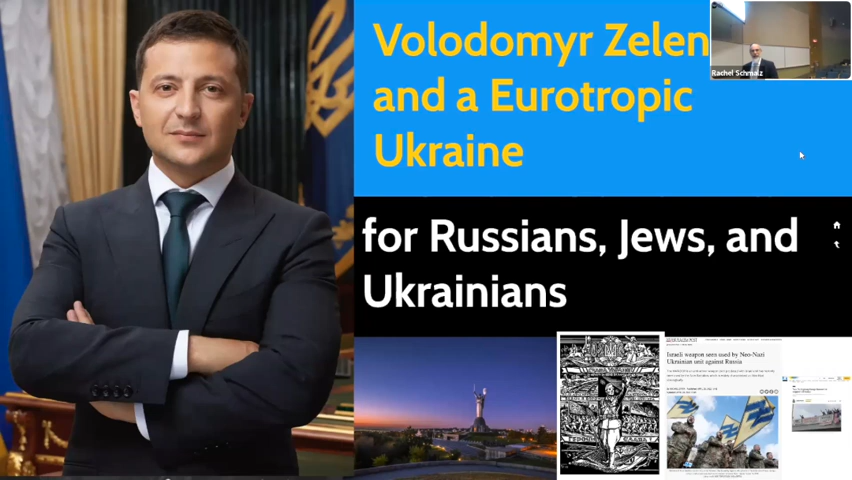 Volodomyr Zelen
and a Eurotropic
Ukraine
Rachel Schmalz
for Russians, Jews, and
Ukrainians
Israeli weapon seen used by Neo-Nazi
Ukrainian unit against Russia